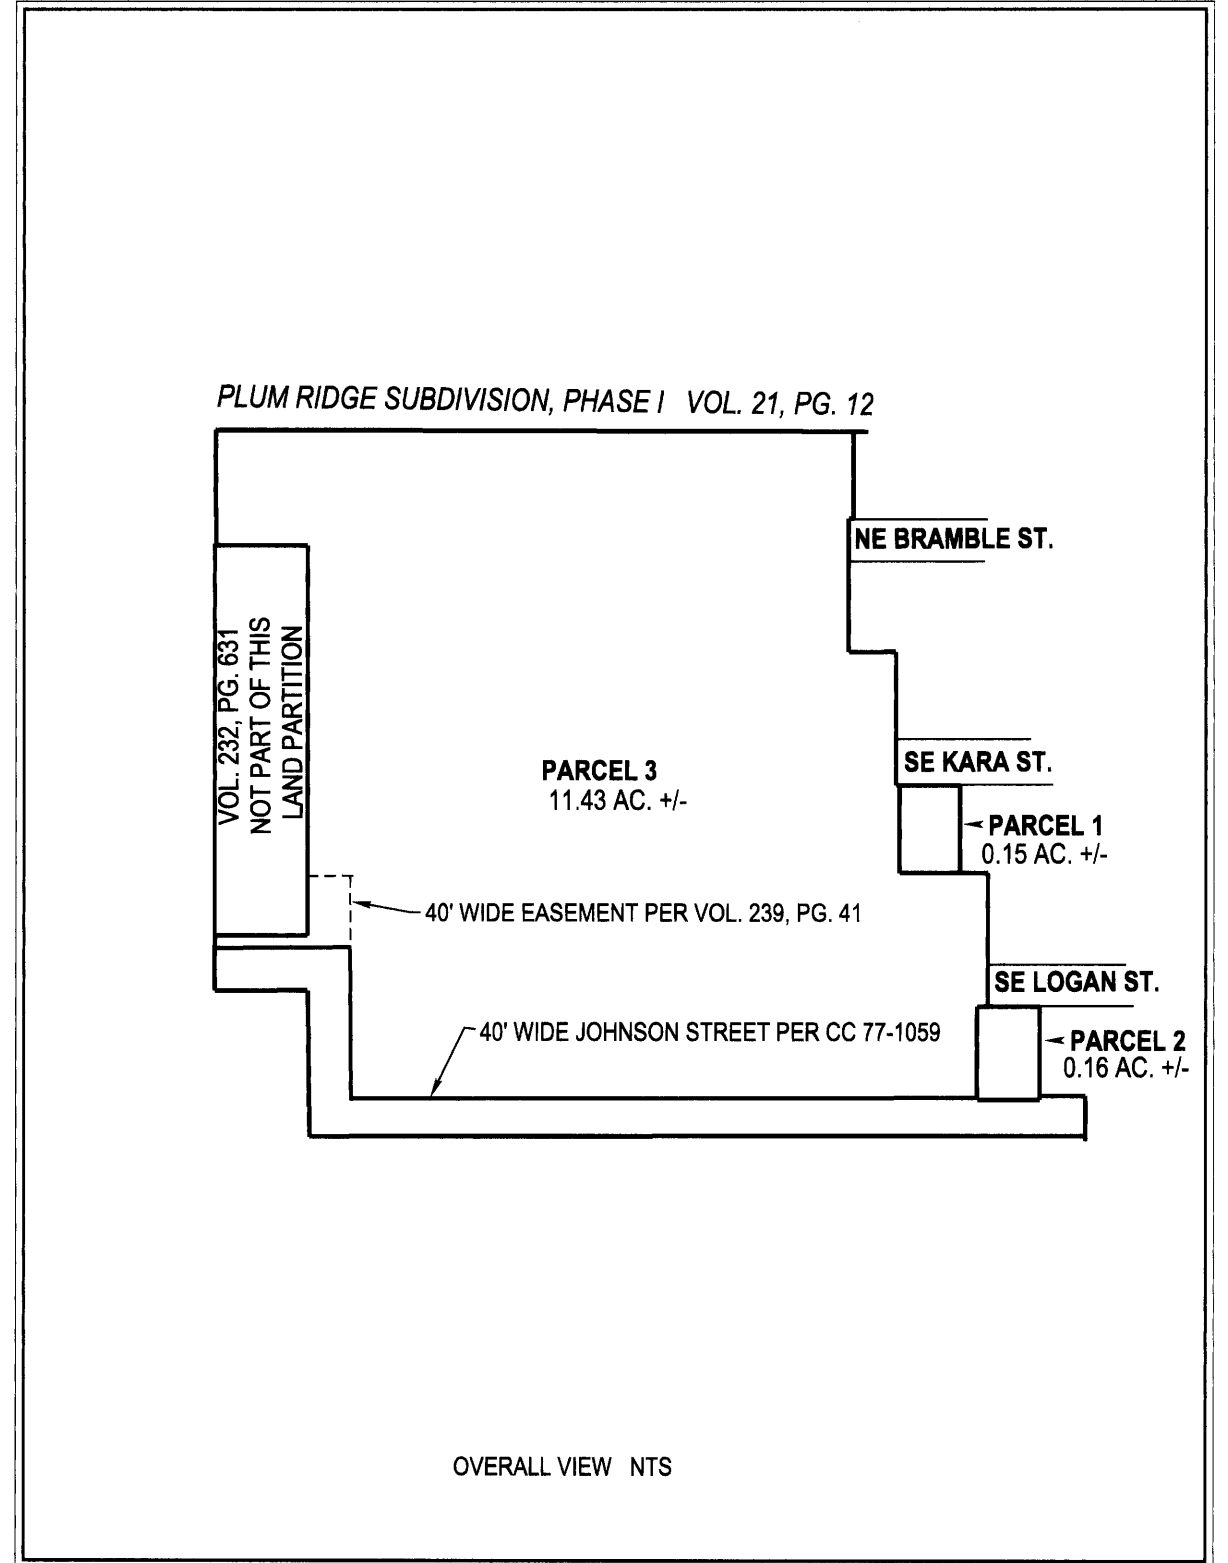 PLUM RIDGE SUBDIVISION, PHASE I VOL. 21, PG. 12
NE BRAMBLE ST.
VOL. 232, PG. 631
NOT PART OF THIS
LAND PARTITION
SE KARA ST.
PARCEL 3
11.43 AC. +/-
PARCEL 1
0.15 AC. +/-
40' WIDE EASEMENT PER VOL. 239, PG. 41
SE LOGAN ST.
40' WIDE JOHNSON STREET PER CC 77-1059
PARCEL 2
0.16 AC. +/-
OVERALL VIEW NTS